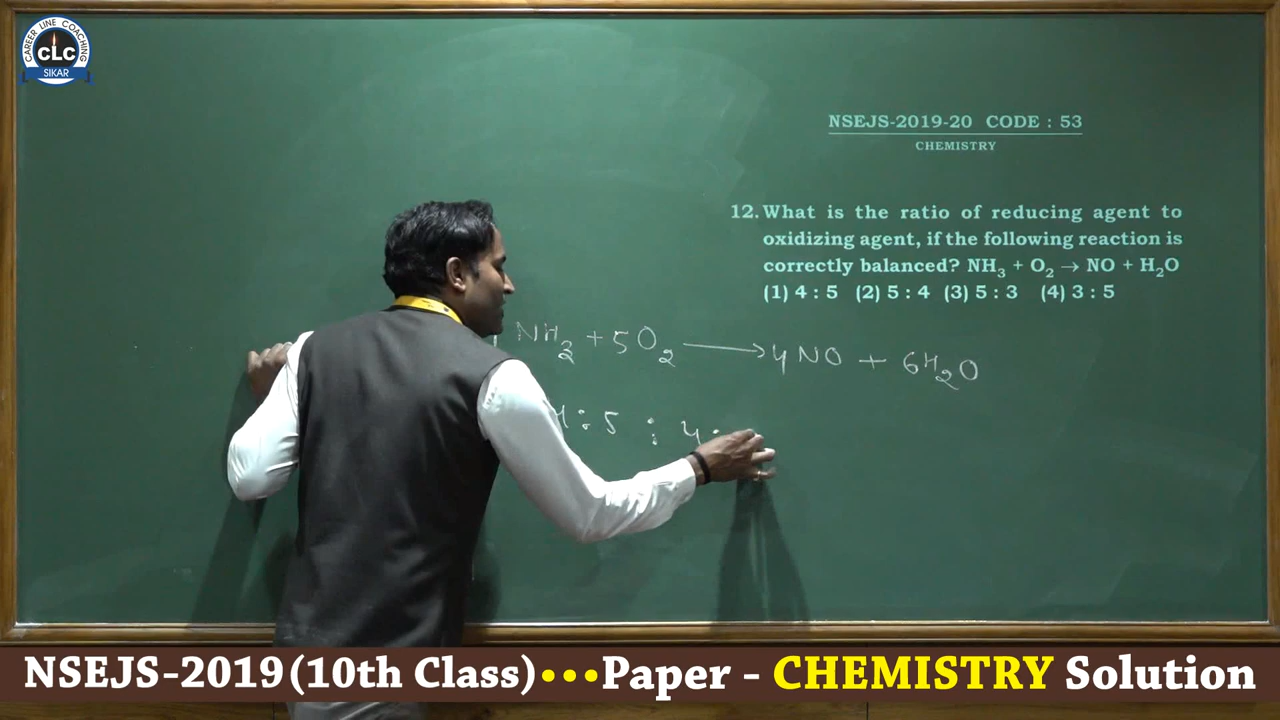 CAREER LINE COACHING
CLC
SIKAR
NSEJS-2019-20 CODE : 53
CHEMISTRY
12. What is the ratio of reducing agent to
oxidizing agent, if the following reaction is
correctly balanced? NH₃ + O₂ → NO + H₂O
(1) 4 : 5 (2) 5 : 4 (3) 5 : 3 (4) 3 : 5
NH₃ + 5O₂ → 4NO + 6H₂O
: 5 : 4 :
NSEJS-2019(10th Class)•••Paper - CHEMISTRY Solution